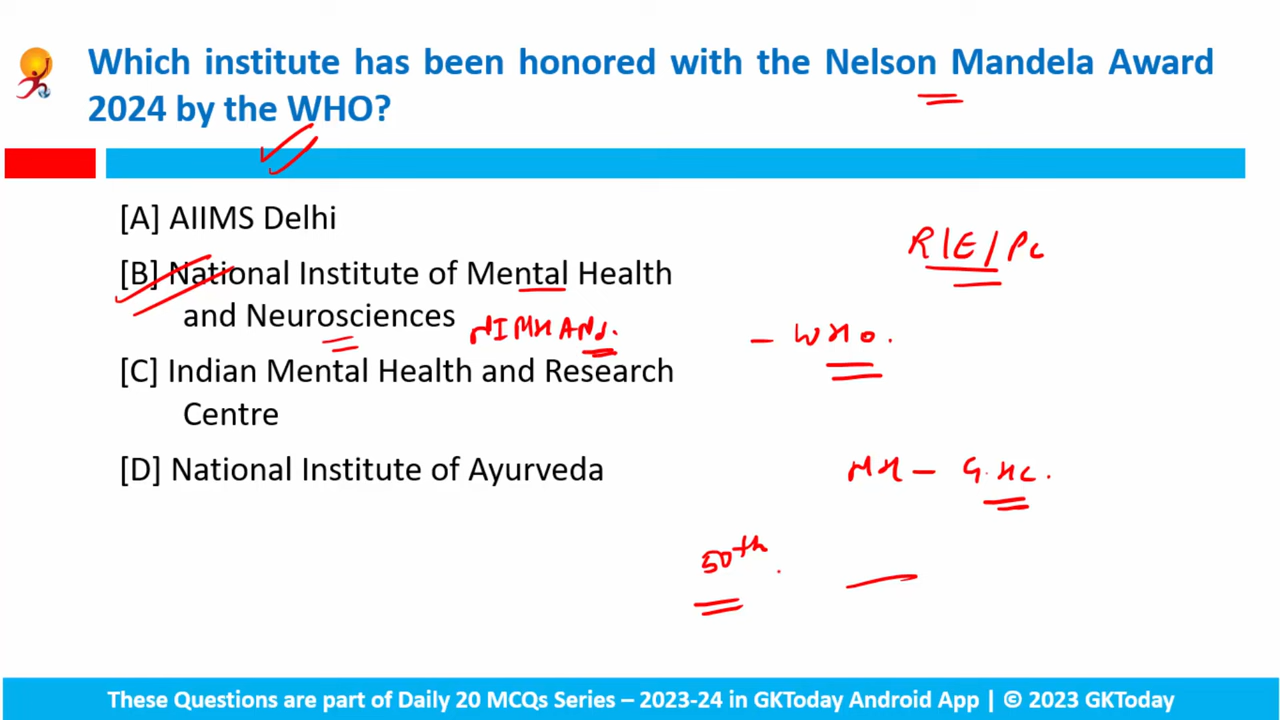 Which institute has been honored with the Nelson Mandela Award
2024 by the WHO?
[A] AIIMS Delhi
[B] National Institute of Mental Health
and Neurosciences
NIMHANS.
[C] Indian Mental Health and Research
Centre
[D] National Institute of Ayurveda
R/E/Pc
- WHO.
MH - G.HC.
50th
These Questions are part of Daily 20 MCQs Series – 2023-24 in GKToday Android App | © 2023 GKToday